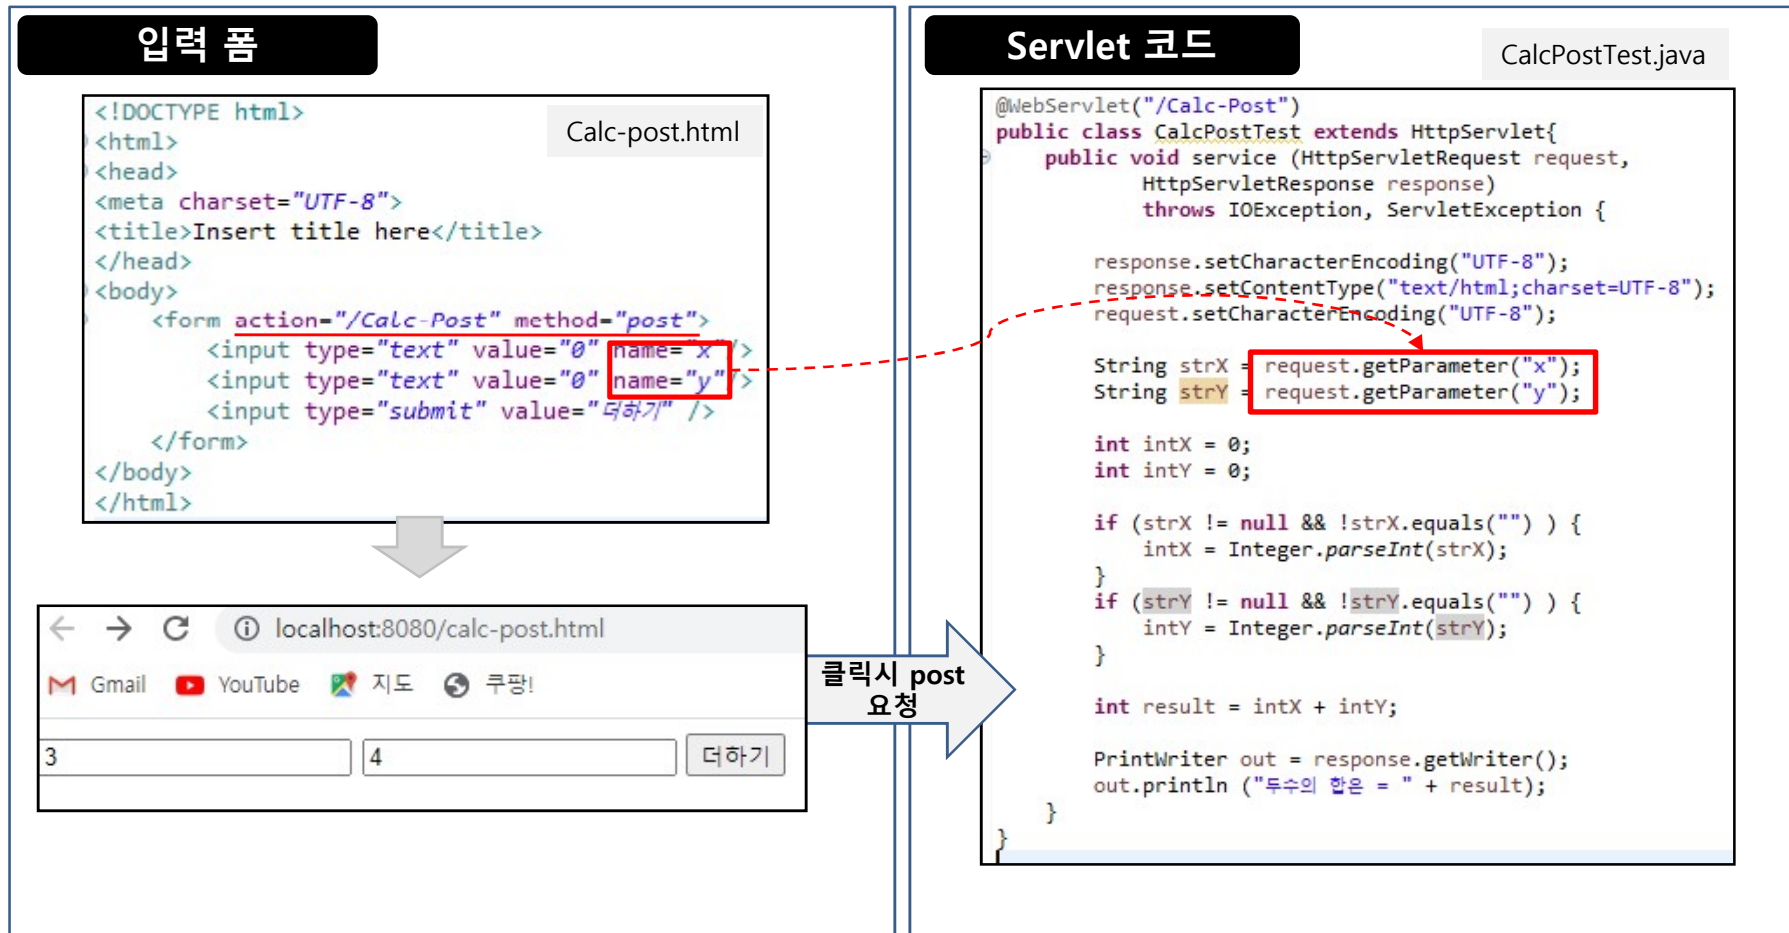 입력 폼
Calc-post.html
<!DOCTYPE html>
<html>
<head>
<meta charset="UTF-8">
<title>Insert title here</title>
</head>
<body>
<form action="/Calc-Post" method="post">
<input type="text" value="0" name="x"/>
<input type="text" value="0" name="y"/>
<input type="submit" value="더하기" />
</form>
</body>
</html>
localhost:8080/calc-post.html
Gmail YouTube 지도 쿠팡!
3 4 더하기
클릭시 post
요청
Servlet 코드
CalcPostTest.java
@WebServlet("/Calc-Post")
public class CalcPostTest extends HttpServlet{
public void service (HttpServletRequest request,
HttpServletResponse response)
throws IOException, ServletException {
response.setCharacterEncoding("UTF-8");
response.setContentType("text/html;charset=UTF-8");
request.setCharacterEncoding("UTF-8");
String strX = request.getParameter("x");
String strY = request.getParameter("y");
int intX = 0;
int intY = 0;
if (strX != null && !strX.equals("") ) {
intX = Integer.parseInt(strX);
}
if (strY != null && !strY.equals("") ) {
intY = Integer.parseInt(strY);
}
int result = intX + intY;
PrintWriter out = response.getWriter();
out.println ("두수의 합은 = " + result);
}
}